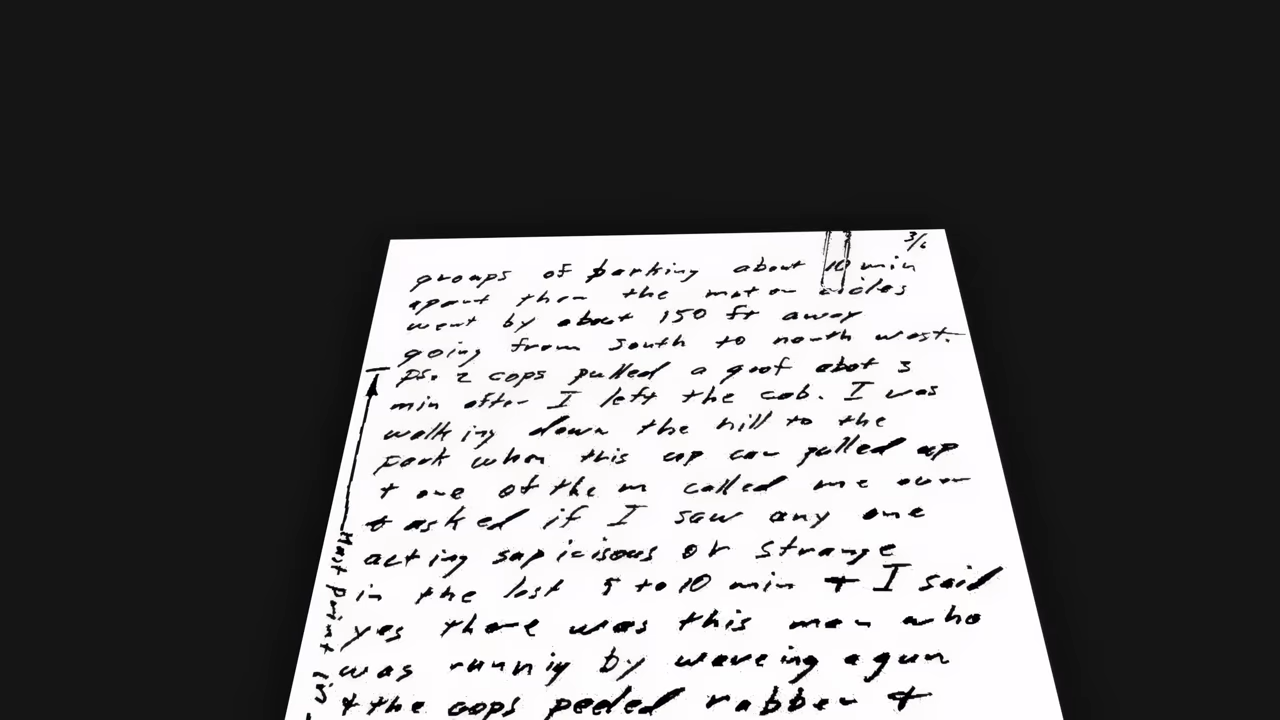 3/6
groups of barking about 10 min
apart then the motor cicles
went by about 150 ft away
going from south to north west.
ps. 2 cops pulled a goof abot 3
min after I left the cab. I was
walking down the hill to the
park when this cop car pulled up
+ one of them called me over
+ asked if I saw any one
acting sapicisous or strange
in the last 5 to 10 min + I said
yes there was this man who
was runnig by waveing a gun
+ the cops peeled rubber +
Must print in